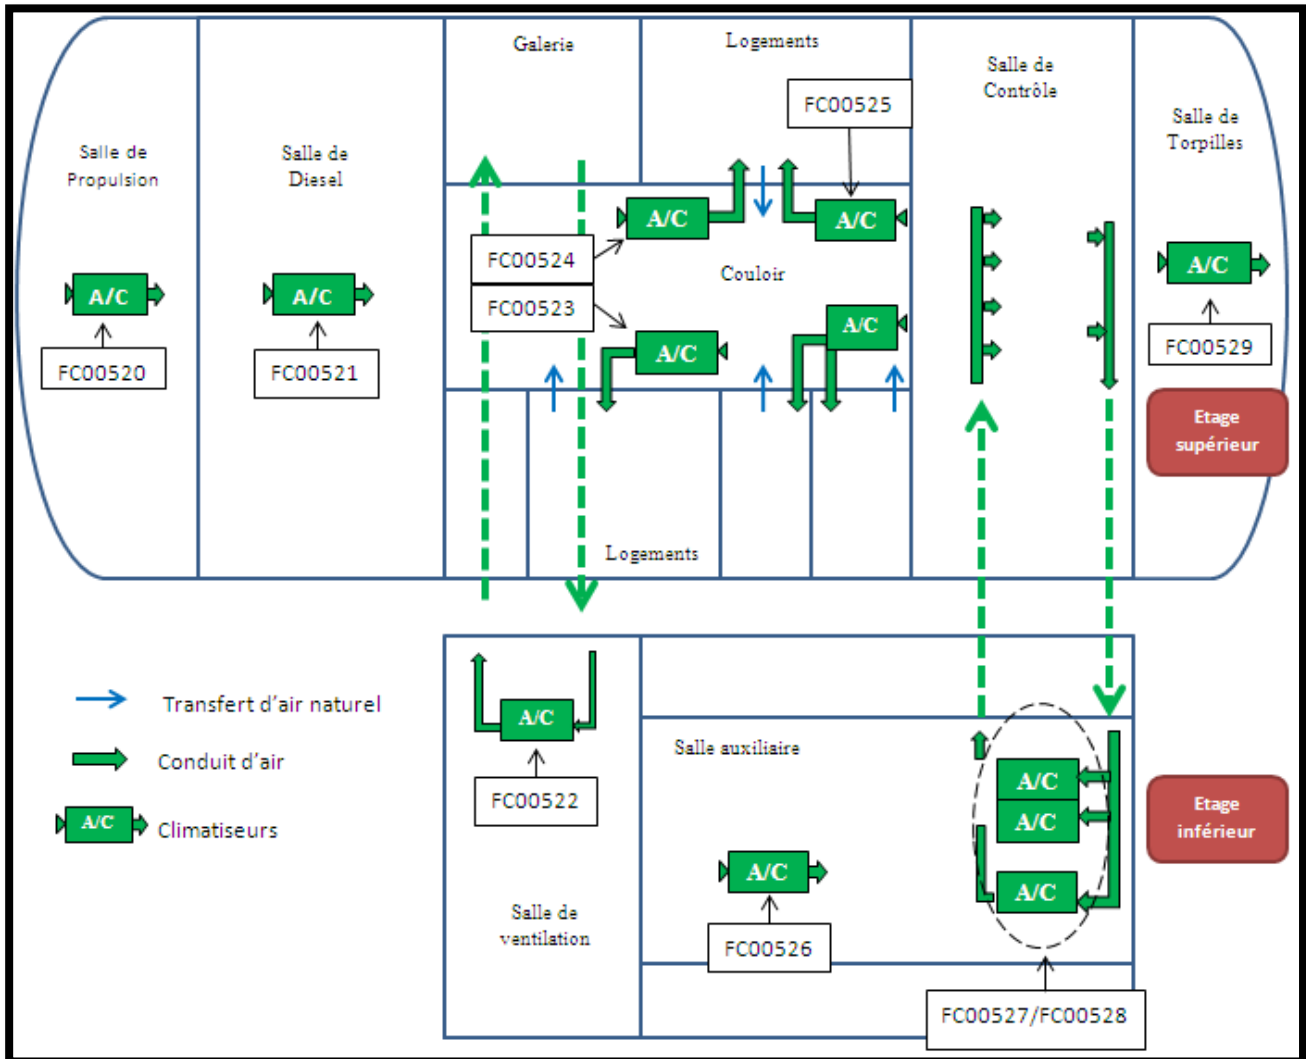 Galerie
Logements
Salle de
Contrôle
FC00525
Salle de
Torpilles
Salle de
Propulsion
Salle de
Diesel
A/C
A/C
FC00524
Couloir
A/C
A/C
A/C
FC00523
A/C
A/C
FC00520
FC00521
FC00529
Etage
supérieur
Logements
Transfert d'air naturel
Conduit d'air
A/C
Climatiseurs
A/C
FC00522
Salle de
ventilation
Salle auxiliaire
A/C
A/C
A/C
A/C
FC00526
FC00527/FC00528
Etage
inférieur